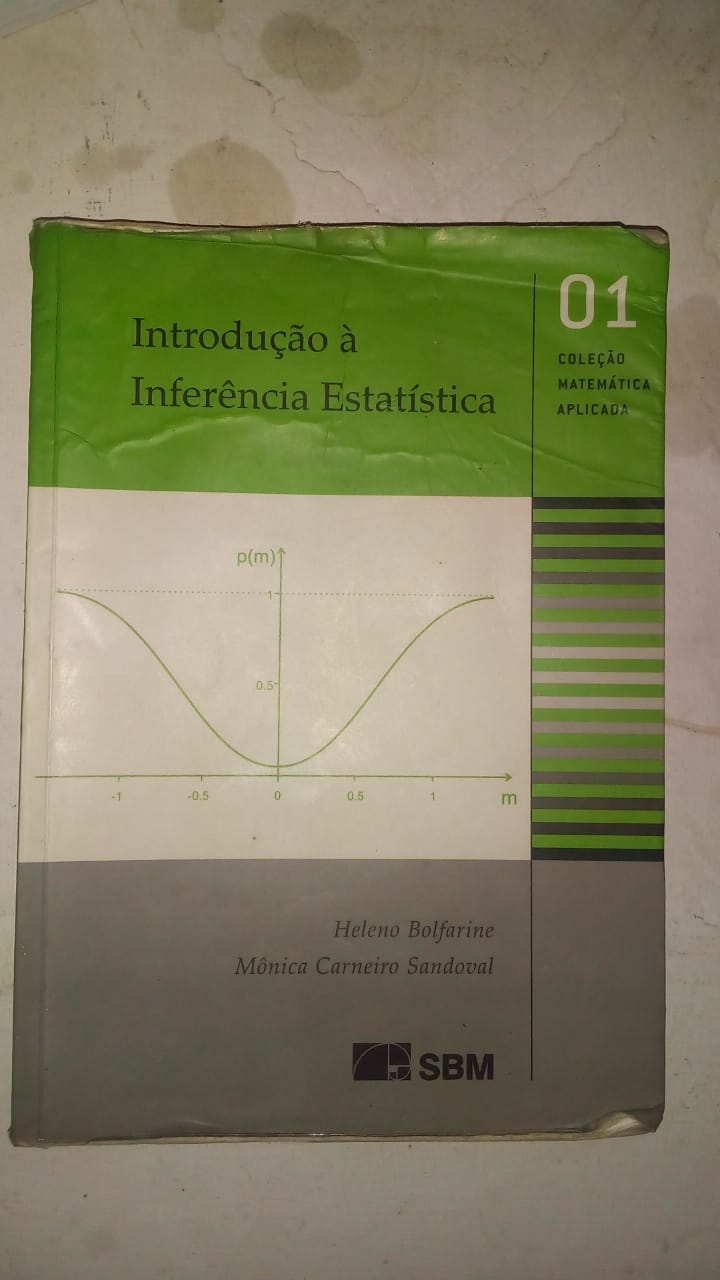 Introdução à
Inferência Estatística
01
COLEÇÃO
MATEMÁTICA
APLICADA
p(m)
1
0.5
-1
-0.5
0
0.5
1
m
Heleno Bolfarine
Mônica Carneiro Sandoval
SBM